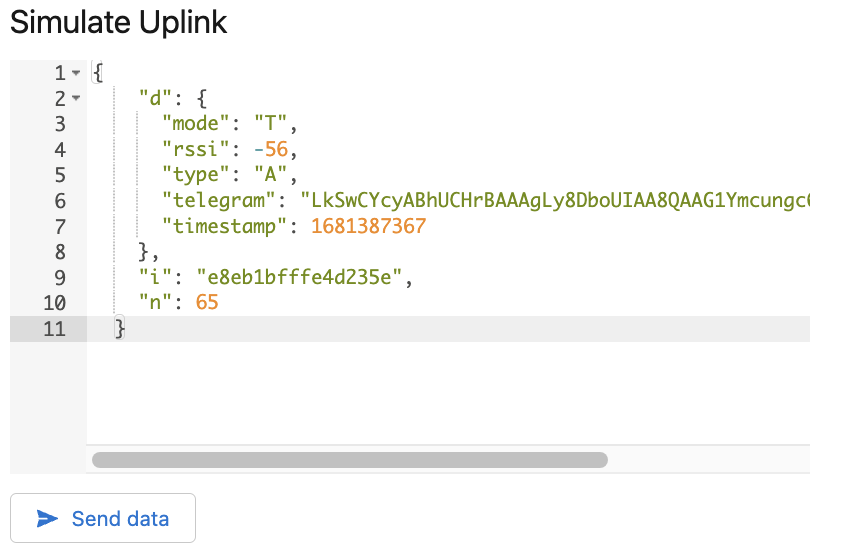 Simulate Uplink
1 {
2 "d": {
3 "mode": "T",
4 "rssi": -56,
5 "type": "A",
6 "telegram": "LkSwCYcyABhUCHrBAAAgLy8DboUIAA8QAAG1Ymcungc
7 "timestamp": 1681387367
8 },
9 "i": "e8eb1bfffe4d235e",
10 "n": 65
11 }
Send data